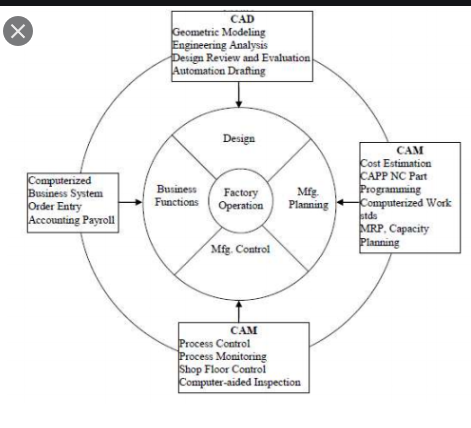 CAD
Geometric Modeling
Engineering Analysis
Design Review and Evaluation
Automation Drafting
Design
CAM
Cost Estimation
CAPP NC Part
Programming
Computerized Work
stds
MRP, Capacity
Planning
Computerized
Business System
Order Entry
Accounting Payroll
Business
Functions
Factory
Operation
Mfg.
Planning
Mfg. Control
CAM
Process Control
Process Monitoring
Shop Floor Control
Computer-aided Inspection